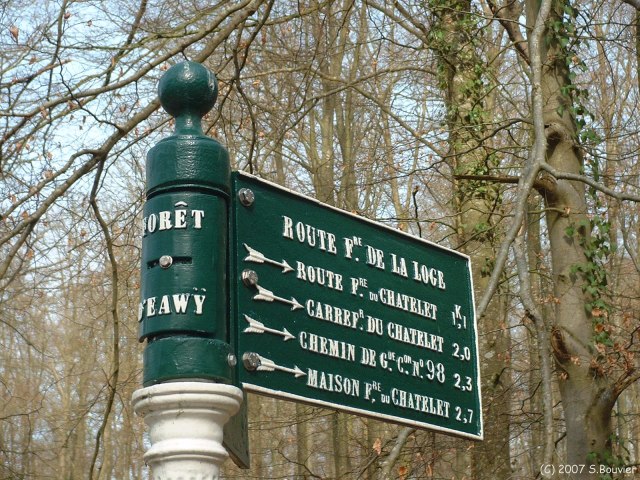 FORÊT
D'EAWY
ROUTE Fre. DE LA LOGE
ROUTE Fre. DU CHATELET K. 1,1
CARREFr. DU CHATELET 2,0
CHEMIN DE Gde. Con. No. 98 2,3
MAISON Fre. DU CHATELET 2,7
(C) 2007 S.Bouvier